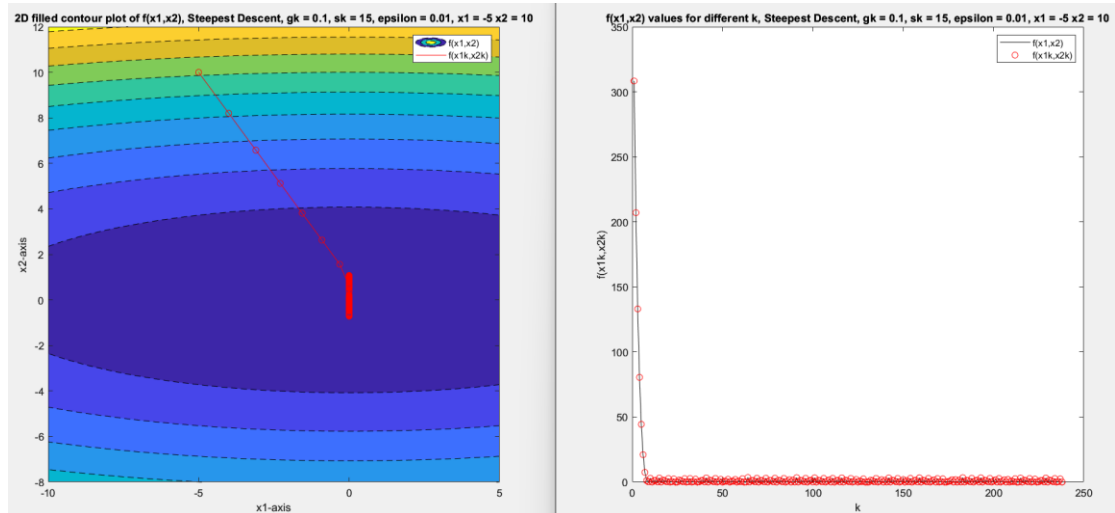 2D filled contour plot of f(x1,x2), Steepest Descent, gk = 0.1, sk = 15, epsilon = 0.01, x1 = -5 x2 = 10
12
10
8
6
4
2
0
-2
-4
-6
-8
x2-axis
-10
-5
0
5
x1-axis
f(x1,x2)
f(x1k,x2k)
f(x1,x2) values for different k, Steepest Descent, gk = 0.1, sk = 15, epsilon = 0.01, x1 = -5 x2 = 10
350
300
250
200
150
100
50
0
f(x1k,x2k)
0
50
100
150
200
250
k
f(x1,x2)
f(x1k,x2k)